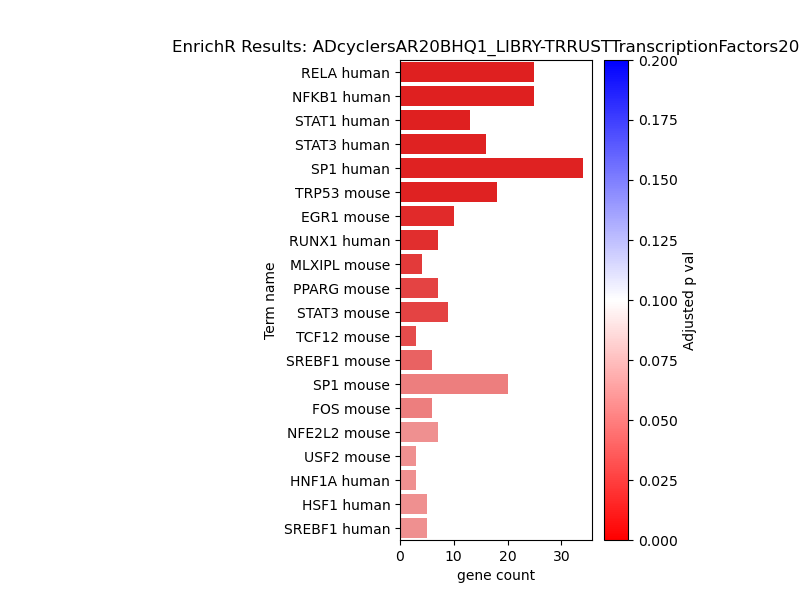 EnrichR Results: ADcyclersAR20BHQ1_LIBRY-TRRUSTTranscriptionFactors20
RELA human
NFKB1 human
STAT1 human
STAT3 human
SP1 human
TRP53 mouse
EGR1 mouse
RUNX1 human
MLXIPL mouse
PPARG mouse
STAT3 mouse
TCF12 mouse
SREBF1 mouse
SP1 mouse
FOS mouse
NFE2L2 mouse
USF2 mouse
HNF1A human
HSF1 human
SREBF1 human
Term name
0 10 20 30
gene count
0.200
0.175
0.150
0.125
0.100
0.075
0.050
0.025
0.000
Adjusted p val